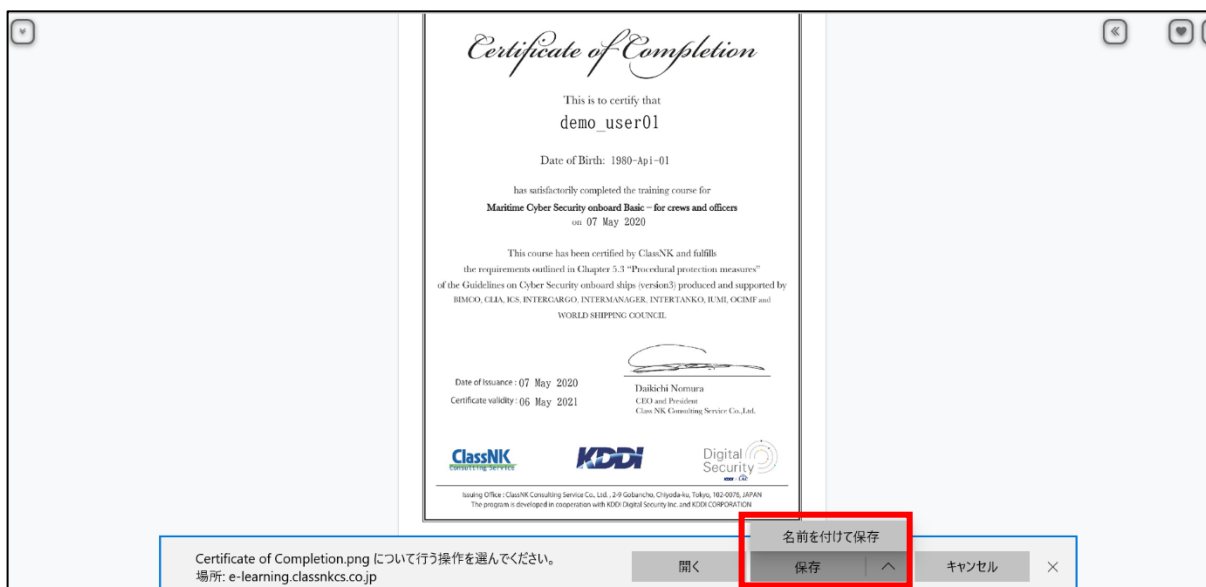 Certificate of Completion
This is to certify that
demo_user01
Date of Birth: 1980-Api-01
has satisfactorily completed the training course for
Maritime Cyber Security onboard Basic – for crews and officers
on 07 May 2020
This course has been certified by ClassNK and fulfills
the requirements outlined in Chapter 5.3 “Procedural protection measures”
of the Guidelines on Cyber Security onboard ships (version3) produced and supported by
BIMCO, CLIA, ICS, INTERCARGO, INTERMANAGER, INTERTANKO, IUMI, OCIMF and
WORLD SHIPPING COUNCIL
Date of Issuance : 07 May 2020
Certificate validity : 06 May 2021
Daikichi Nomura
CEO and President
Class NK Consulting Service Co.,Ltd.
ClassNK
Consulting Service
KDDI
Digital
Security
Issuing Office : ClassNK Consulting Service Co., Ltd. , 2-9 Gobancho, Chiyoda-ku, Tokyo, 102-0076, JAPAN
The program is developed in cooperation with KDDI Digital Security Inc. and KDDI CORPORATION
名前を付けて保存
Certificate of Completion.png について行う操作を選んでください。
場所: e-learning.classnkcs.co.jp
開く
保存
キャンセル